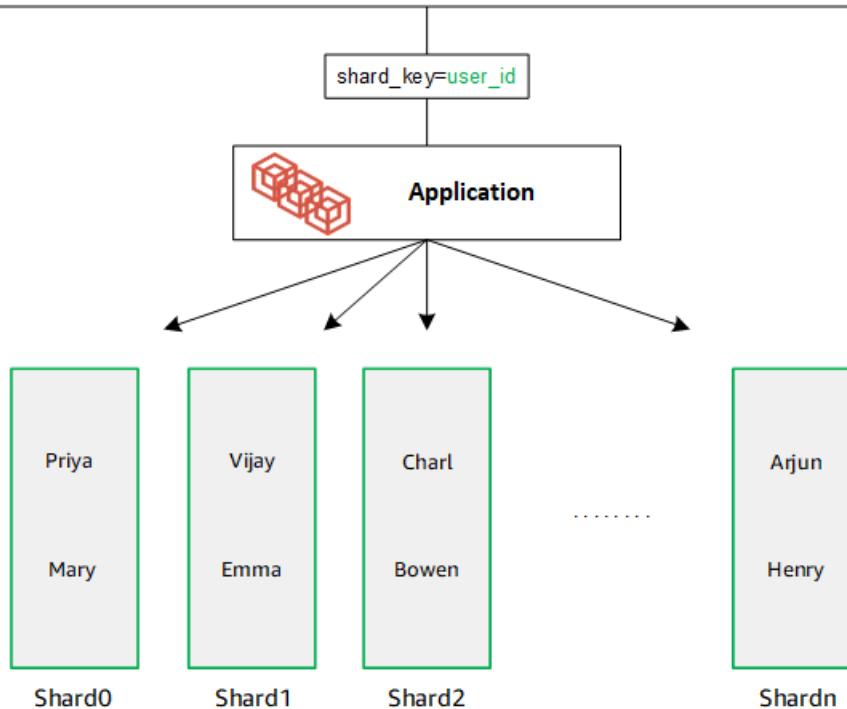 shard_key=user_id
Application
Priya
Mary
Vijay
Emma
Charl
Bowen
........
Arjun
Henry
Shard0
Shard1
Shard2
Shardn